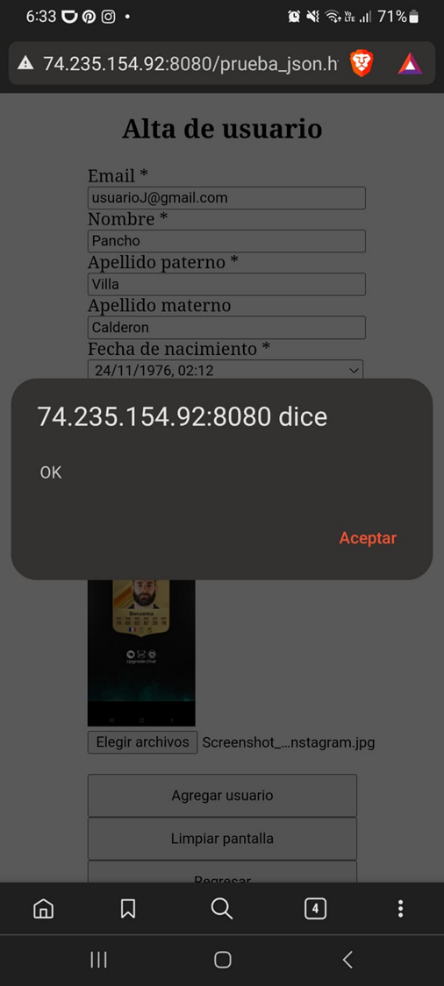 6:33
71%
74.235.154.92:8080/prueba_json.h
Alta de usuario
Email *
usuarioJ@gmail.com
Nombre *
Pancho
Apellido paterno *
Villa
Apellido materno
Calderon
Fecha de nacimiento *
24/11/1976, 02:12
74.235.154.92:8080 dice
OK
Aceptar
Benzema
Elegir archivos Screenshot_...nstagram.jpg
Agregar usuario
Limpiar pantalla
Regresar
4